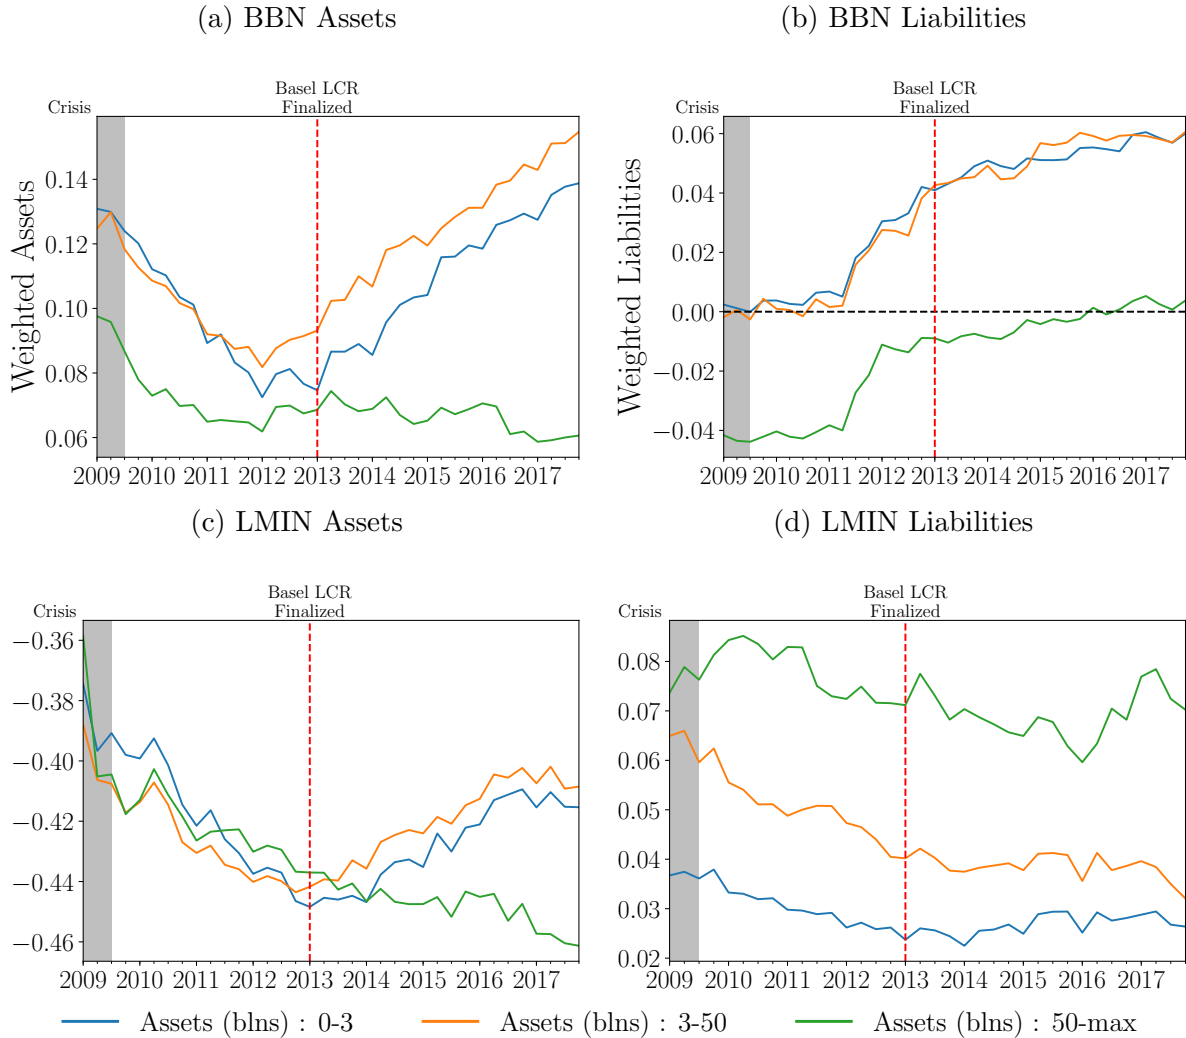 (a) BBN Assets
(b) BBN Liabilities
Crisis
Basel LCR
Finalized
Weighted Assets
0.14
0.12
0.10
0.08
0.06
2009 2010 2011 2012 2013 2014 2015 2016 2017
Basel LCR
Crisis
Finalized
Weighted Liabilities
0.06
0.04
0.02
0.00
−0.02
−0.04
2009 2010 2011 2012 2013 2014 2015 2016 2017
(c) LMIN Assets
(d) LMIN Liabilities
Basel LCR
Crisis
Finalized
−0.36
−0.38
−0.40
−0.42
−0.44
−0.46
2009 2010 2011 2012 2013 2014 2015 2016 2017
Basel LCR
Crisis
Finalized
0.08
0.07
0.06
0.05
0.04
0.03
0.02
2009 2010 2011 2012 2013 2014 2015 2016 2017
Assets (blns) : 0-3
Assets (blns) : 3-50
Assets (blns) : 50-max